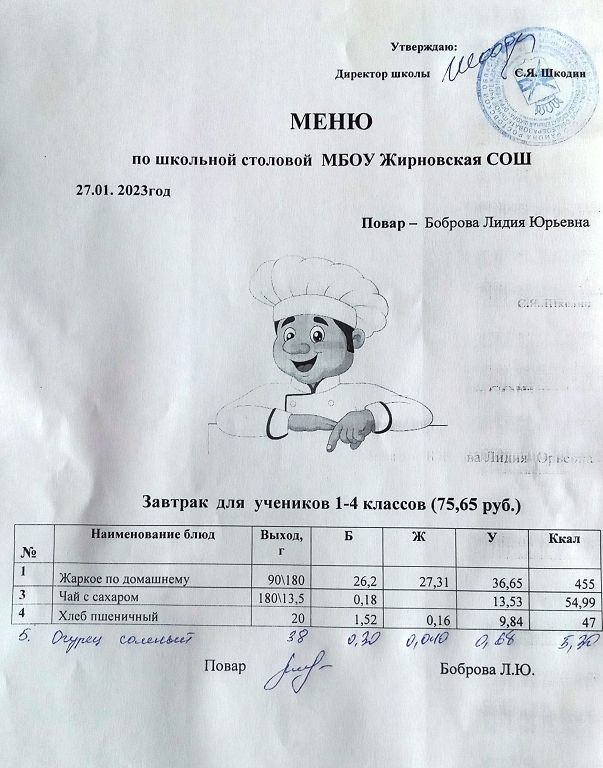 Утверждаю:
Директор школы С.Я. Шкодин
МЕНЮ
по школьной столовой МБОУ Жирновская СОШ
27.01. 2023год
Повар – Боброва Лидия Юрьевна
Завтрак для учеников 1-4 классов (75,65 руб.)
№ Наименование блюд Выход, г Б Ж У Ккал
1 Жаркое по домашнему 90\180 26,2 27,31 36,65 455
3 Чай с сахаром 180\13,5 0,18 13,53 54,99
4 Хлеб пшеничный 20 1,52 0,16 9,84 47
5. Огурец соленый 38 0,30 0,040 0,68 5,70
Повар Боброва Л.Ю.